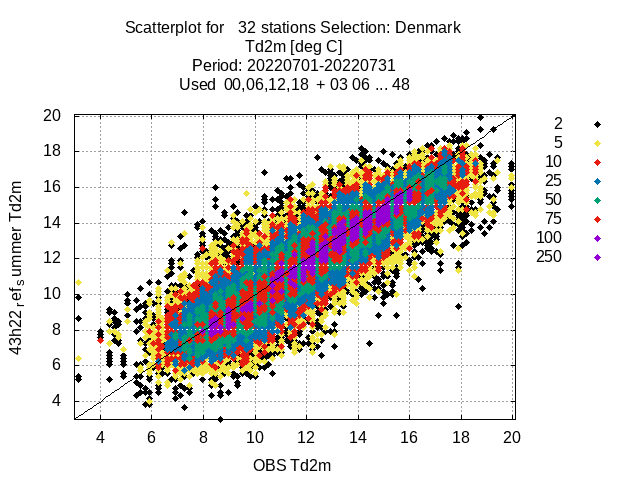 Scatterplot for 32 stations Selection: Denmark
Td2m [deg C]
Period: 20220701-20220731
Used 00,06,12,18 + 03 06 ... 48
20
18
16
14
12
10
8
6
4
43h22_ref_summer Td2m
4 6 8 10 12 14 16 18 20
OBS Td2m
2
5
10
25
50
75
100
250